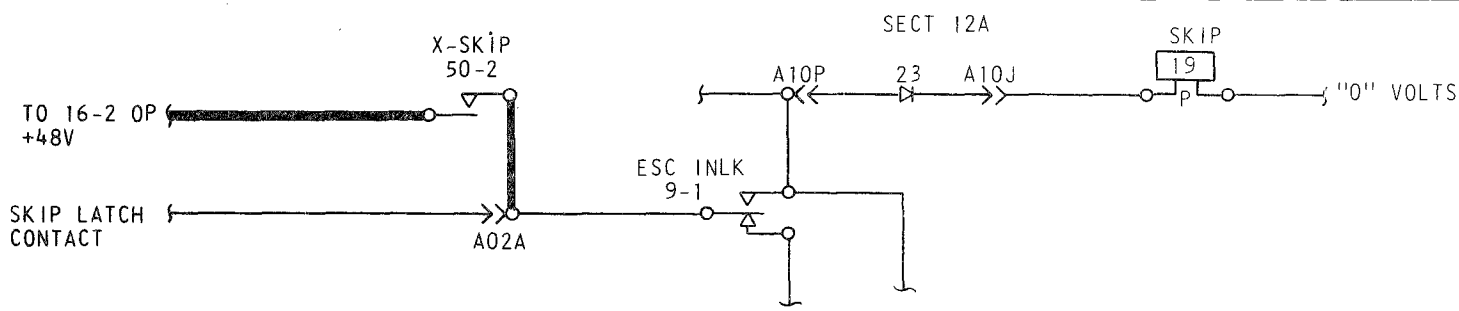 SECT 12A
X-SKIP
50-2
SKIP
19
P
A10P
23
A10J
"0" VOLTS
TO 16-2 OP
+48V
ESC INLK
9-1
SKIP LATCH
CONTACT
A02A